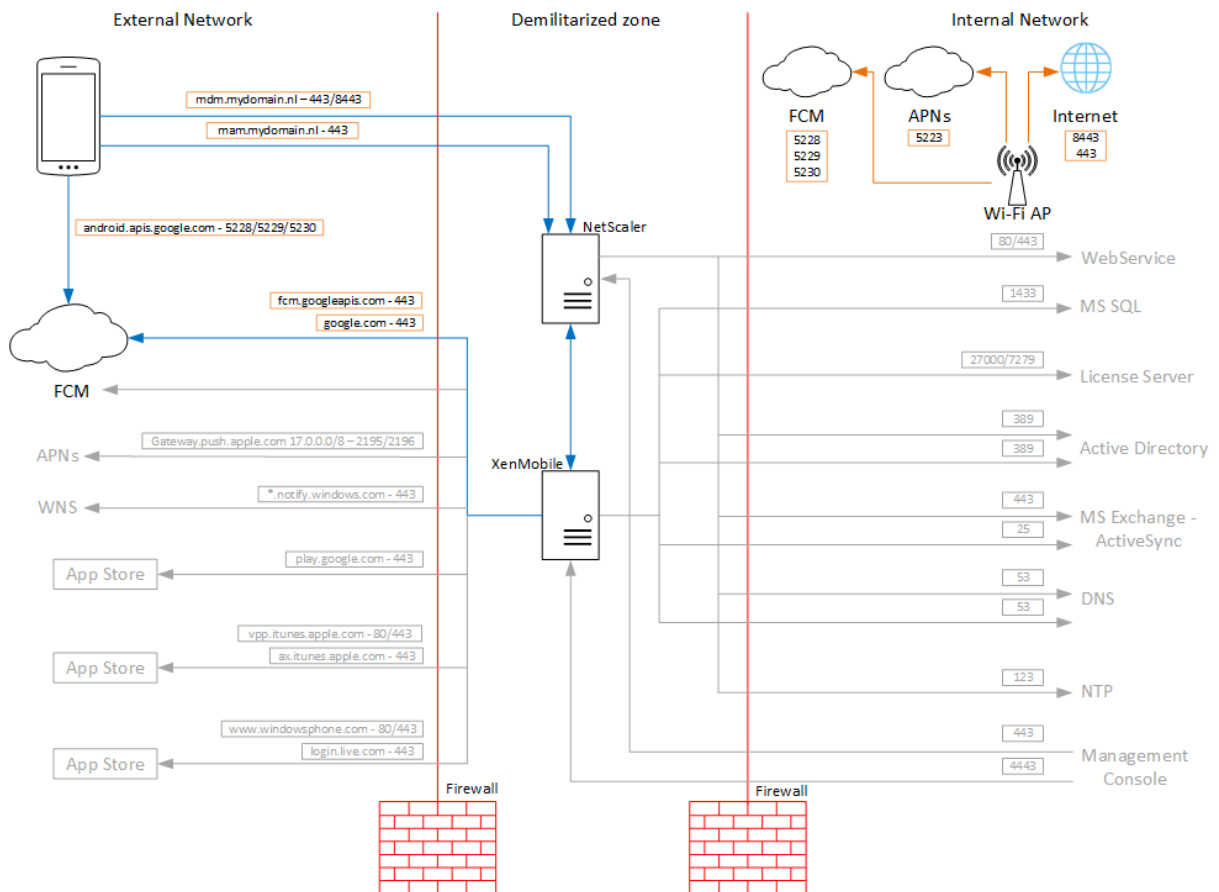 External Network
Demilitarized zone
Internal Network
mdm.mydomain.nl – 443/8443
mam.mydomain.nl - 443
android.apis.google.com - 5228/5229/5230
fcm.googleapis.com - 443
google.com - 443
FCM
Gateway.push.apple.com 17.0.0.0/8 – 2195/2196
APNs
*.notify.windows.com - 443
WNS
play.google.com - 443
App Store
vpp.itunes.apple.com - 80/443
ax.itunes.apple.com - 443
App Store
www.windowsphone.com - 80/443
login.live.com - 443
App Store
NetScaler
XenMobile
Firewall
Firewall
FCM
5228
5229
5230
APNs
5223
Internet
8443
443
Wi-Fi AP
80/443
WebService
1433
MS SQL
27000/7279
License Server
389
389
Active Directory
443
25
MS Exchange -
ActiveSync
53
53
DNS
123
NTP
443
4443
Management
Console